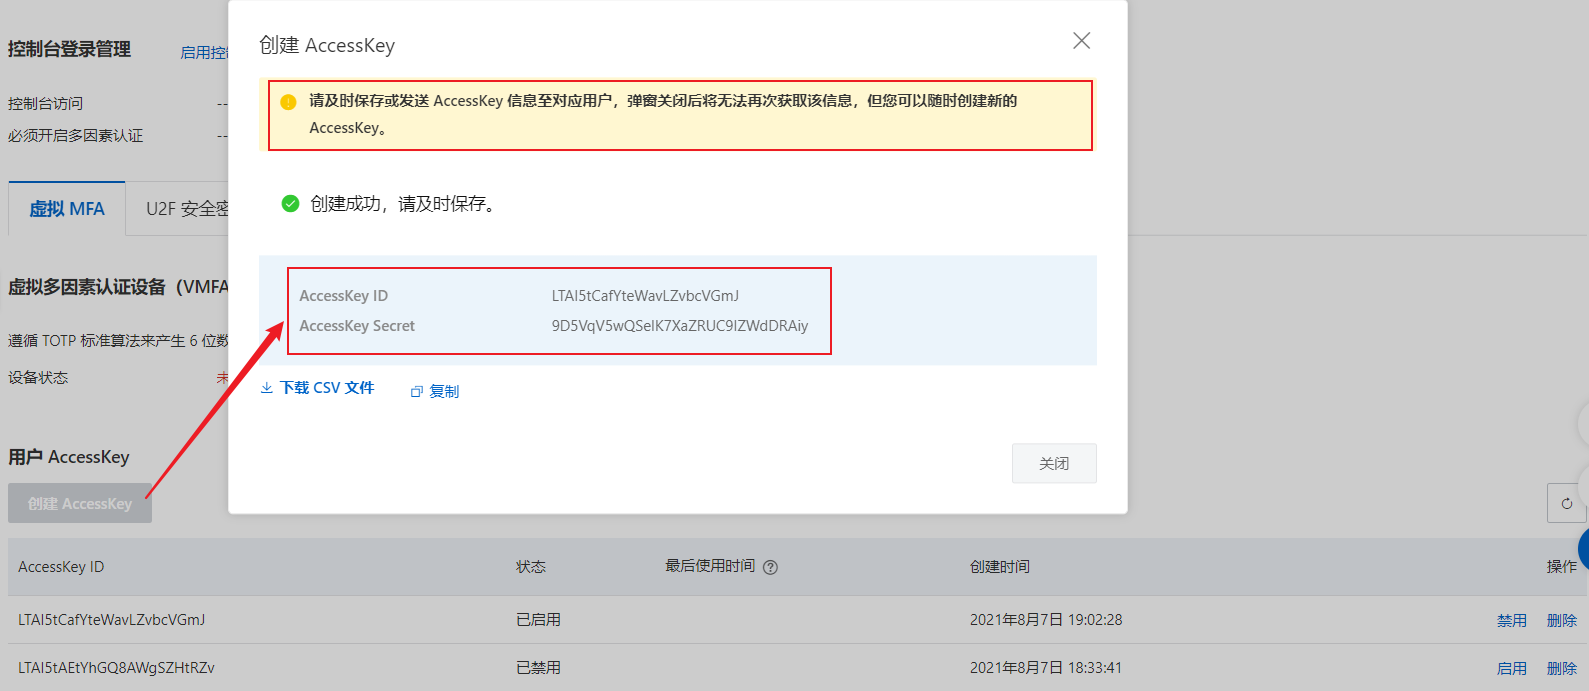 控制台登录管理
启用控
控制台访问 --
必须开启多因素认证 --
虚拟 MFA
U2F 安全密
虚拟多因素认证设备（VMFA
遵循 TOTP 标准算法来产生 6 位数
设备状态
创建 AccessKey
请及时保存或发送 AccessKey 信息至对应用户，弹窗关闭后将无法再次获取该信息，但您可以随时创建新的
AccessKey。
创建成功，请及时保存。
AccessKey ID LTAI5tCafYteWavLZvbcVGmJ
AccessKey Secret 9D5VqV5wQSelK7XaZRUC9IZWdDRAiy
下载 CSV 文件
复制
关闭
用户 AccessKey
创建 AccessKey
AccessKey ID 状态 最后使用时间 创建时间 操作
LTAI5tCafYteWavLZvbcVGmJ 已启用 2021年8月7日 19:02:28 禁用 删除
LTAI5tAEtYhGQ8AWgSZHtRZv 已禁用 2021年8月7日 18:33:41 启用 删除